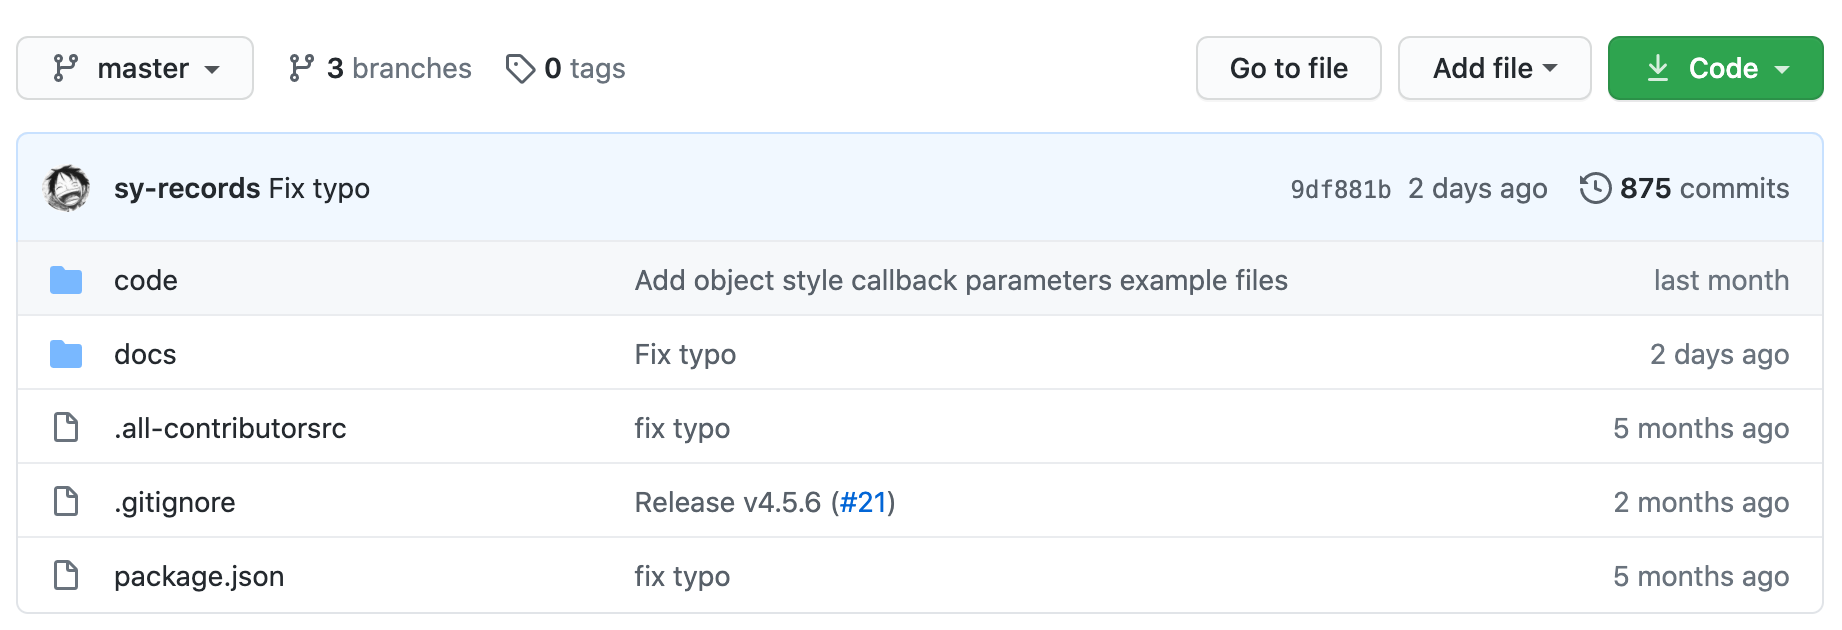 master 3 branches 0 tags Go to file Add file Code
sy-records Fix typo 9df881b 2 days ago 875 commits
code Add object style callback parameters example files last month
docs Fix typo 2 days ago
.all-contributorsrc fix typo 5 months ago
.gitignore Release v4.5.6 (#21) 2 months ago
package.json fix typo 5 months ago